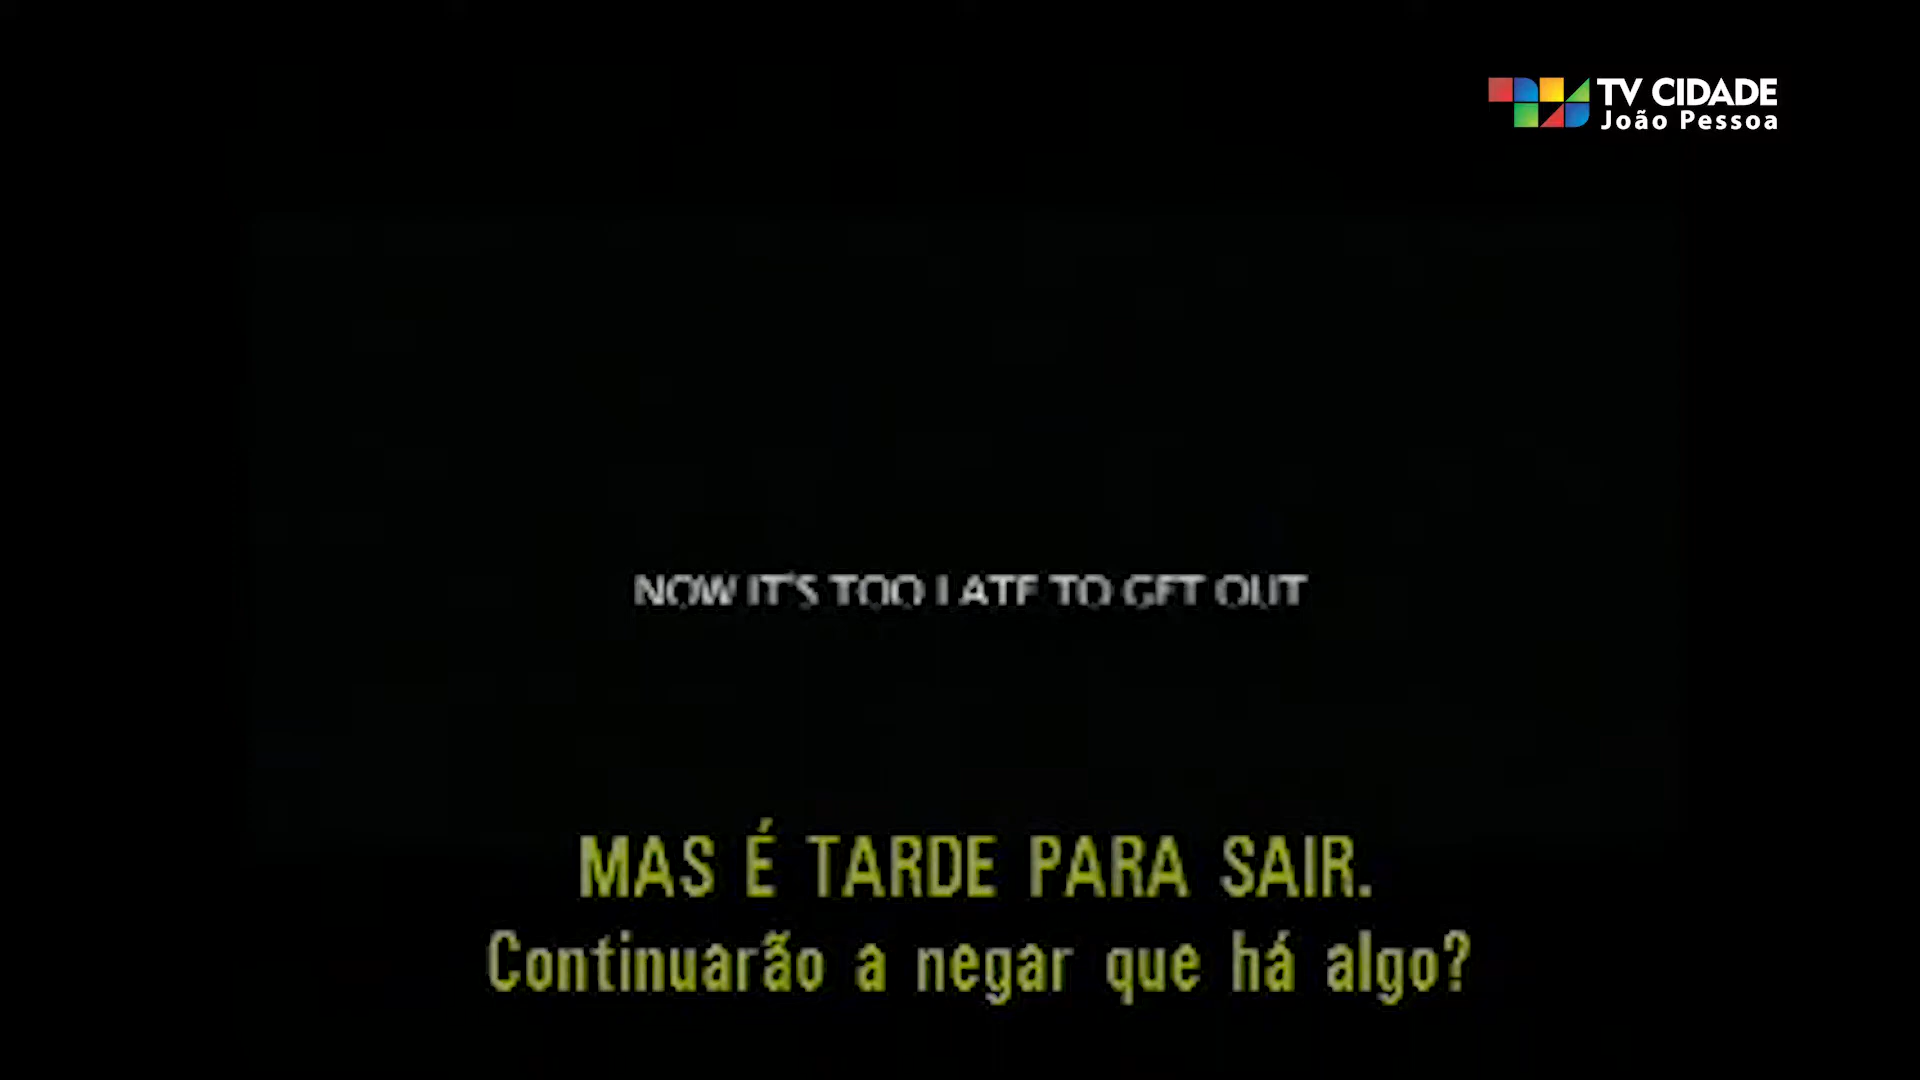 TV CIDADE
João Pessoa
NOW IT'S TOO LATE TO GET OUT
MAS É TARDE PARA SAIR.
Continuarão a negar que há algo?